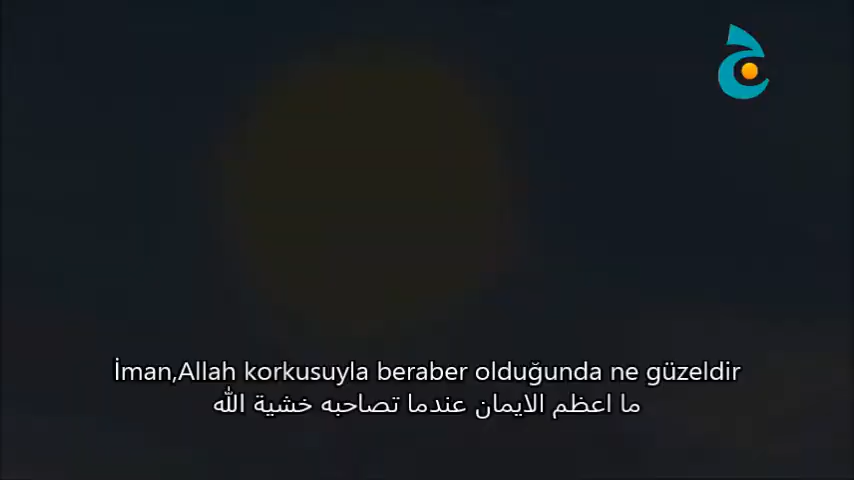 İman,Allah korkusuyla beraber olduğunda ne güzeldir
ما اعظم الايمان عندما تصاحبه خشية الله